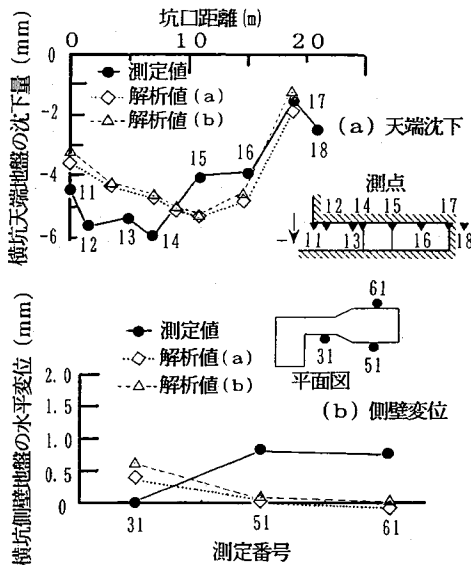 坑口距離(m)
0 10 20
横坑天端地盤の沈下量(mm)
0
-2
-4
-6
測定値
解析値(a)
解析値(b)
11
12
13
14
15
16
17
18
(a)天端沈下
測点
12 14 15 17
11 13 16 18
横坑側壁地盤の水平変位(mm)
測定値
解析値(a)
解析値(b)
61
31
51
平面図
(b)側壁変位
2.0
1.0
0.5
0
31 51 61
測定番号